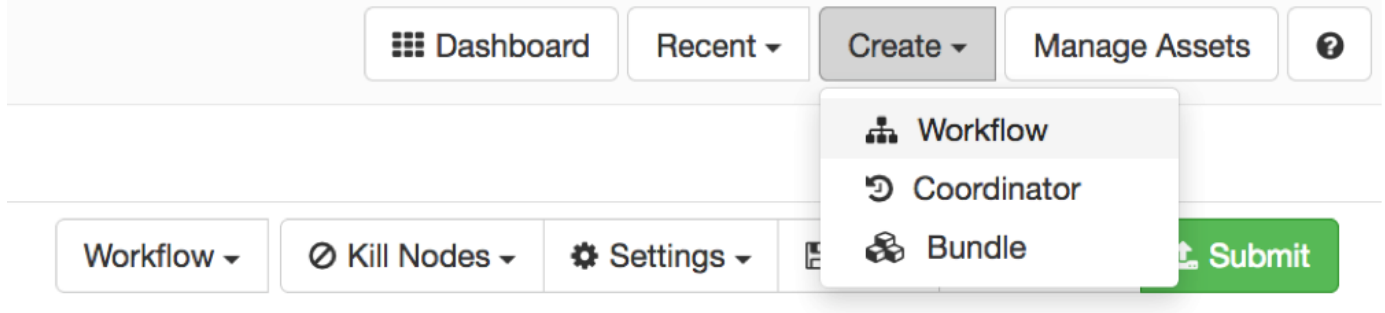 Dashboard Recent Create Manage Assets
Workflow
Coordinator
Bundle
Workflow Kill Nodes Settings Submit